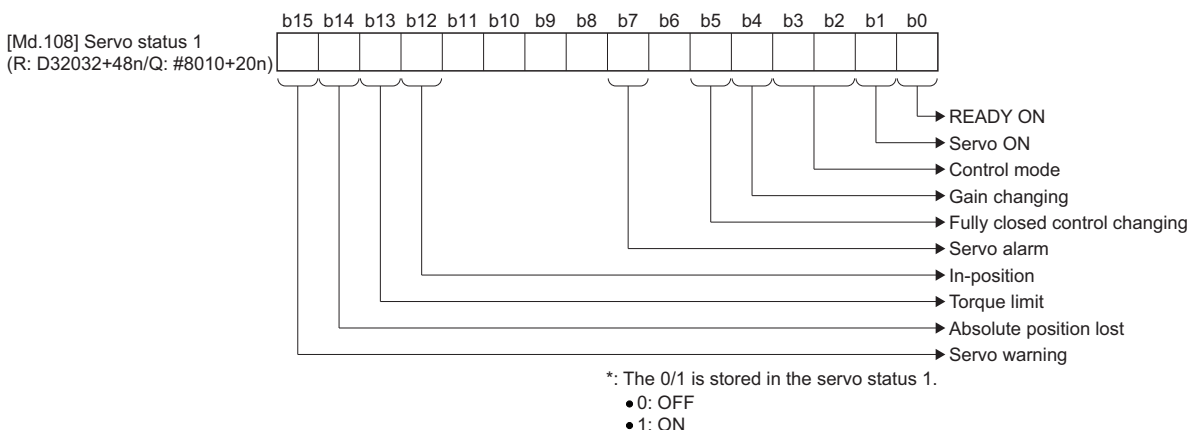 b15 b14 b13 b12 b11 b10 b9 b8 b7 b6 b5 b4 b3 b2 b1 b0
[Md.108] Servo status 1
(R: D32032+48n/Q: #8010+20n)
READY ON
Servo ON
Control mode
Gain changing
Fully closed control changing
Servo alarm
In-position
Torque limit
Absolute position lost
Servo warning
*: The 0/1 is stored in the servo status 1.
● 0: OFF
● 1: ON